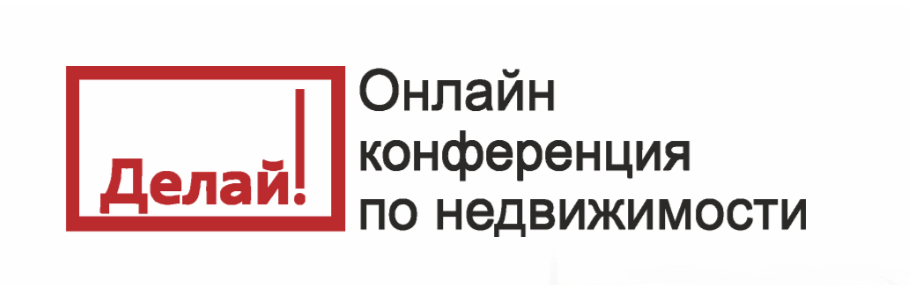 Делай!
Онлайн
конференция
по недвижимости